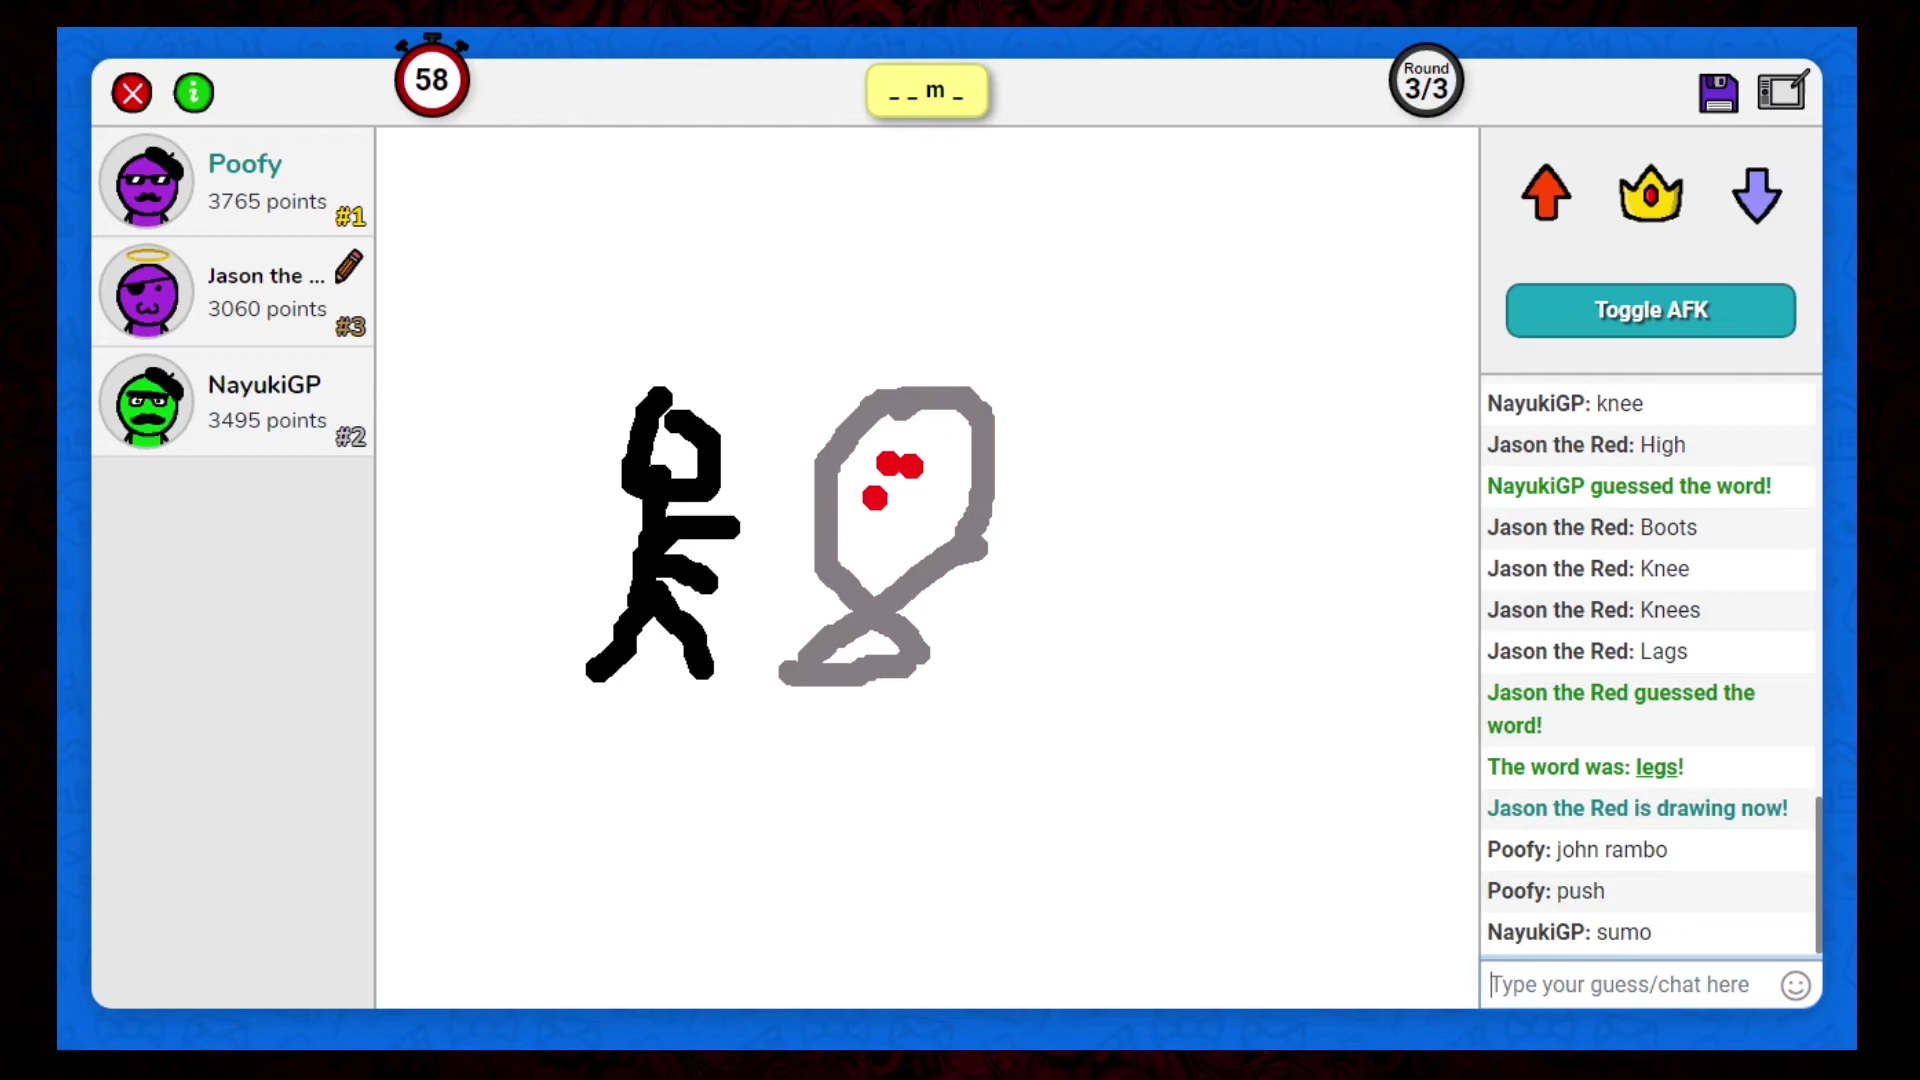 58
_ _ m _
Round
3/3
Poofy
3765 points
#1
Jason the ...
3060 points
#3
NayukiGP
3495 points
#2
Toggle AFK
NayukiGP: knee
Jason the Red: High
NayukiGP guessed the word!
Jason the Red: Boots
Jason the Red: Knee
Jason the Red: Knees
Jason the Red: Lags
Jason the Red guessed the
word!
The word was: legs!
Jason the Red is drawing now!
Poofy: john rambo
Poofy: push
NayukiGP: sumo
Type your guess/chat here